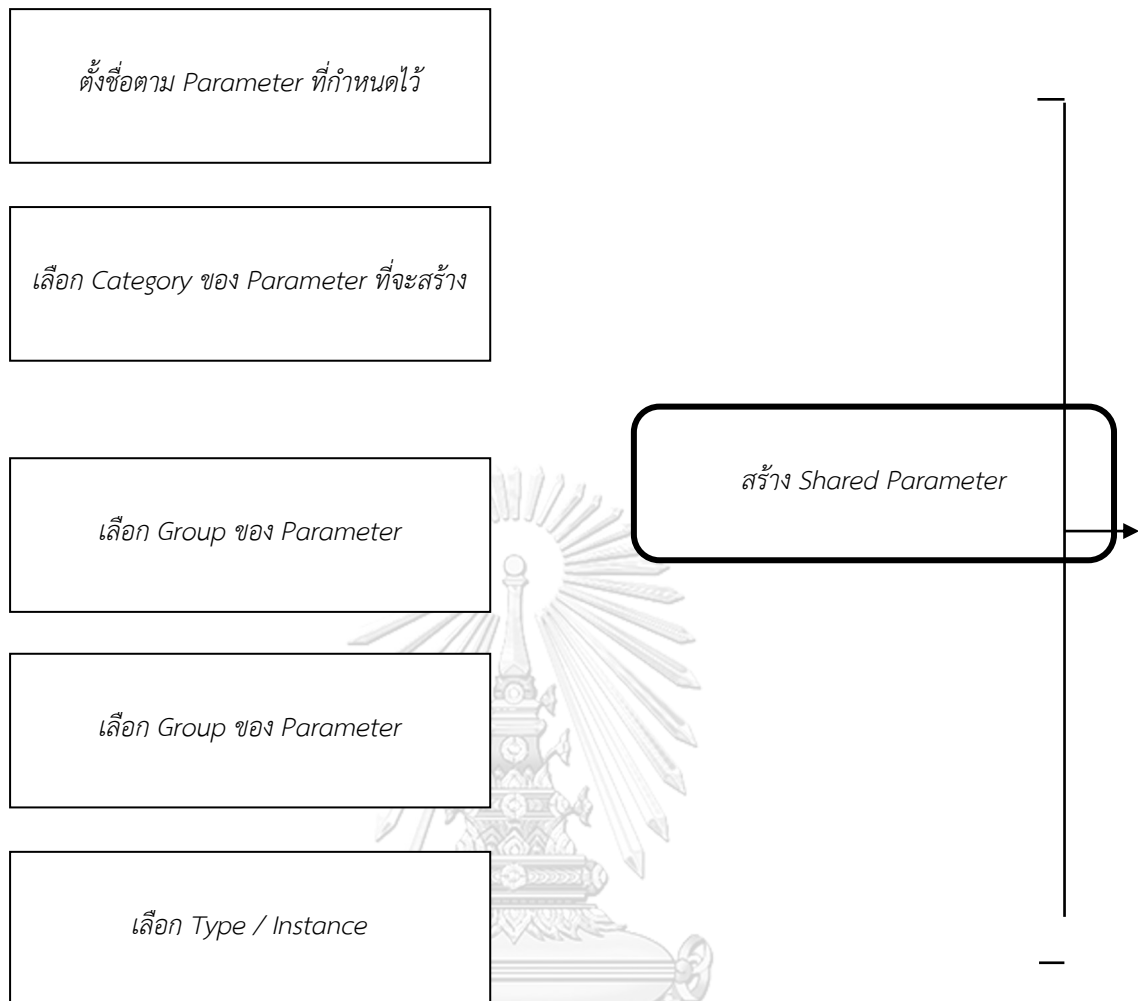 ตั้งชื่อตาม Parameter ที่กำหนดไว้
เลือก Category ของ Parameter ที่จะสร้าง
สร้าง Shared Parameter
เลือก Group ของ Parameter
เลือก Group ของ Parameter
เลือก Type / Instance